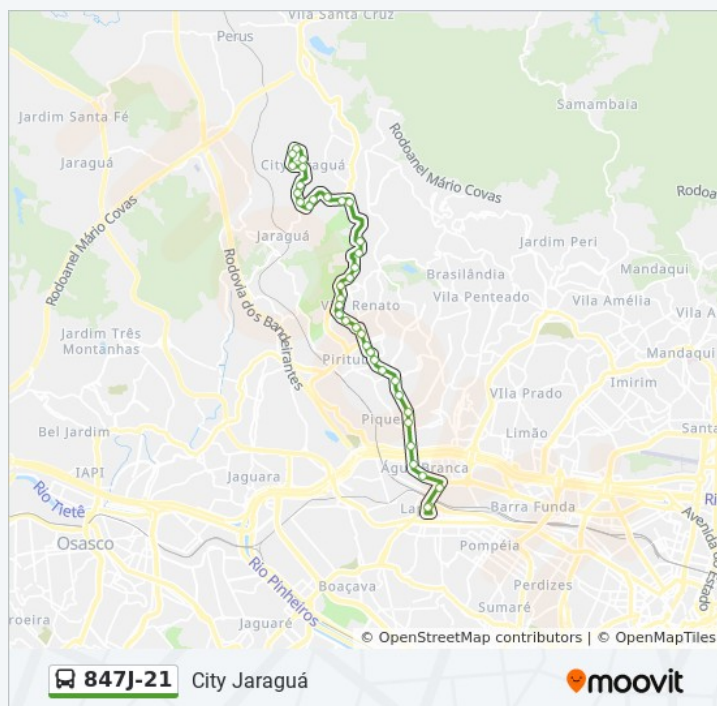 Vila Santa Cruz
Perus
Jardim Santa Fé
Samambaia
Jaraguá
City Jaraguá
Rodoanel Mário Covas
Rodoa
Rodoanel Mário Covas
Jaraguá
Jardim Peri
Rodovia dos Bandeirantes
Brasilândia
Mandaqui
Vila Penteado
Vila Amélia
Vila A
Renato
Jardim Três
Montanhas
Piritub
Mandaqui
Imirim
VIla Prado
Pique
Limão
Santa
Bel Jardim
IAPI
Jaguara
Água Branca
Rio Tietê
La
Barra Funda
Ri
Osasco
Pompéia
Avenida do Estado
Rio Pinheiros
Boaçava
Perdizes
Sumaré
roeira
Jaguaré
© OpenStreetMap contributors | © OpenMapTiles
847J-21 City Jaraguá
moovit